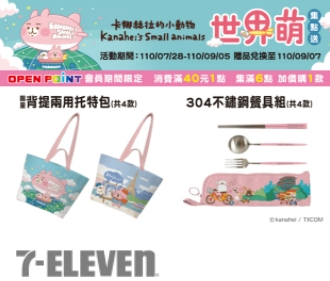 卡娜赫拉的小動物
Kanahei's Small animals
世界萌
集點送
活動期間：110/07/28-110/09/05 贈品兌換至110/09/07
OPEN POINT 會員期間限定 消費滿40元1點 集滿6點 加價購1款
背提兩用托特包(共4款)
304不鏽鋼餐具組(共4款)
©kanahei / TXCOM
7-ELEVEN